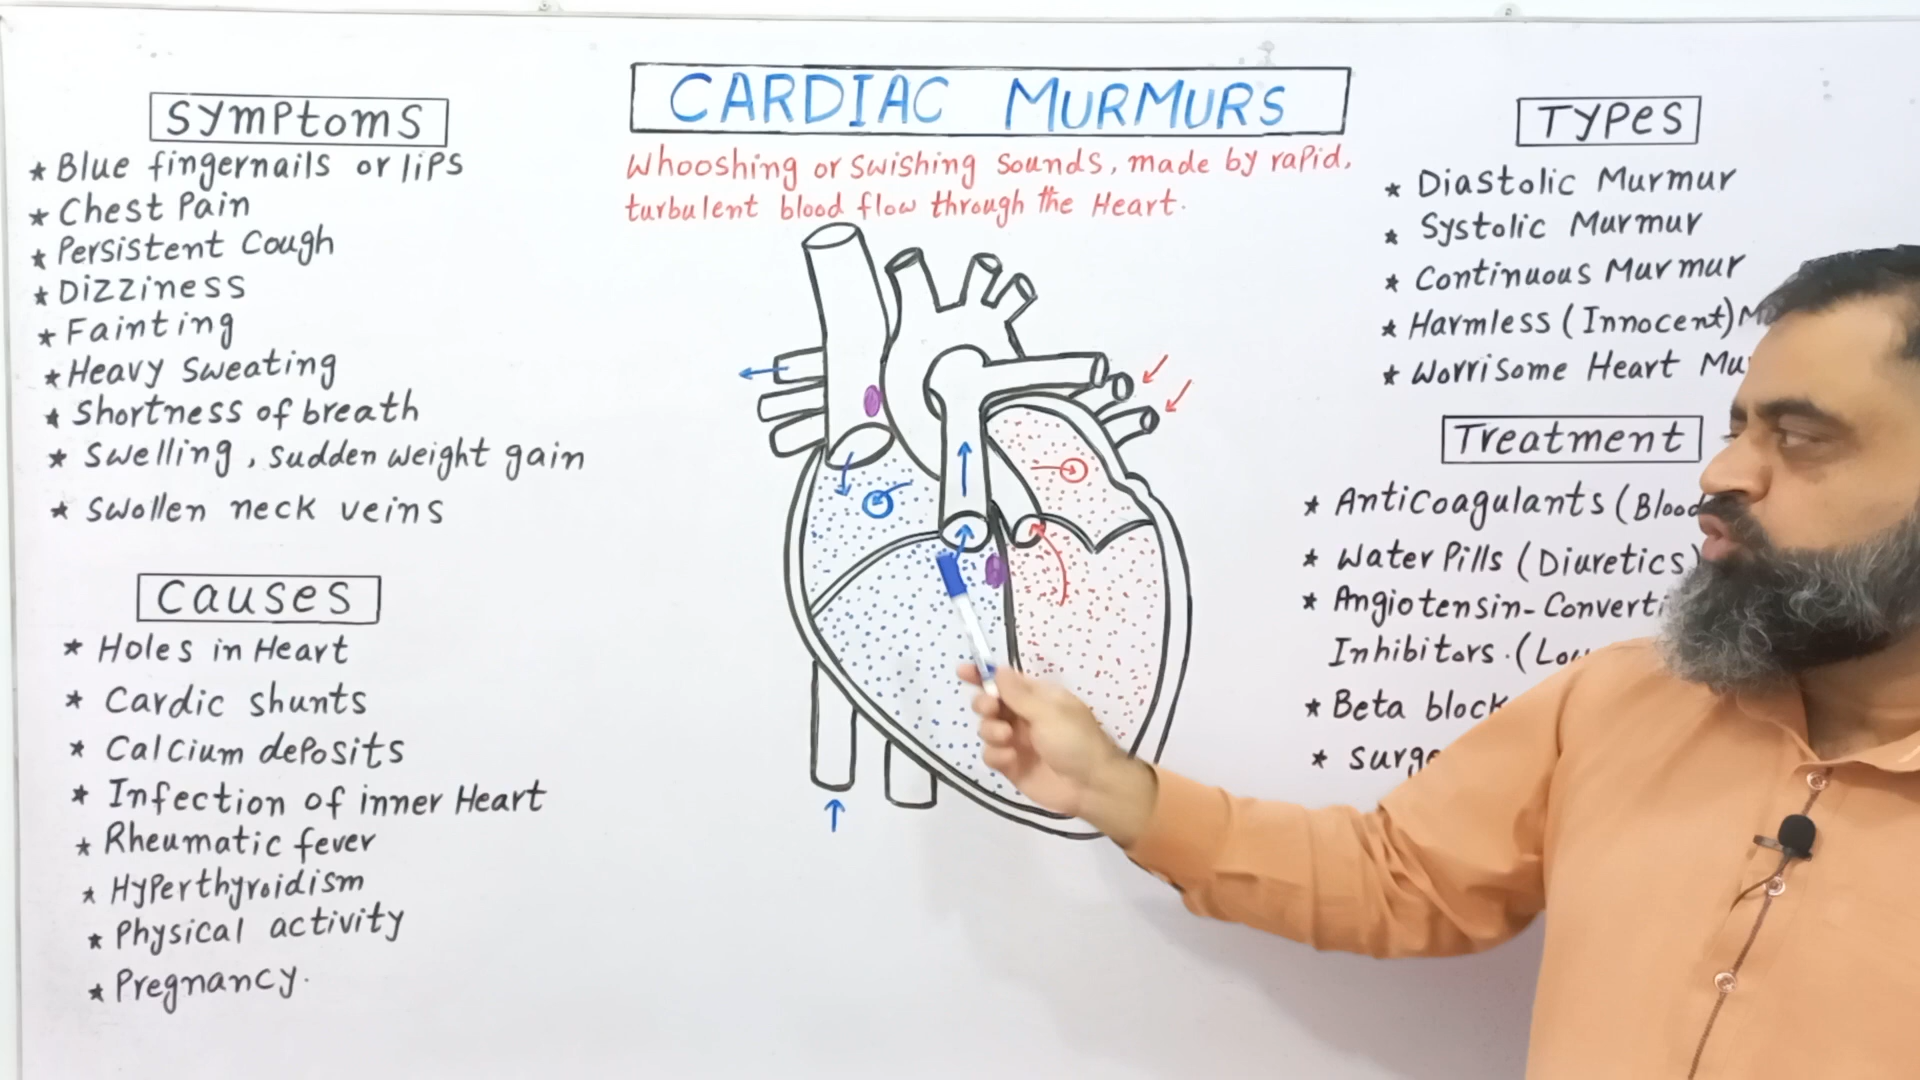 CARDIAC MURMURS
Whooshing or Swishing Sounds, made by rapid,
turbulent blood flow through the Heart.
Symptoms
* Blue fingernails or lips
* Chest Pain
* Persistent Cough
* Dizziness
* Fainting
* Heavy Sweating
* Shortness of breath
* Swelling, Sudden weight gain
* Swollen neck veins
Causes
* Holes in Heart
* Cardic shunts
* Calcium deposits
* Infection of inner Heart
* Rheumatic fever
* Hyperthyroidism
* Physical activity
* Pregnancy.
Types
* Diastolic Murmur
* Systolic Murmur
* Continuous Murmur
* Harmless (Innocent)
* Worrisome Heart
Treatment
* Anticoagulants (Blood
* Water Pills (Diuretics)
* Angiotensin-Converti
Inhibitors. (Low
* Beta block
* Surge